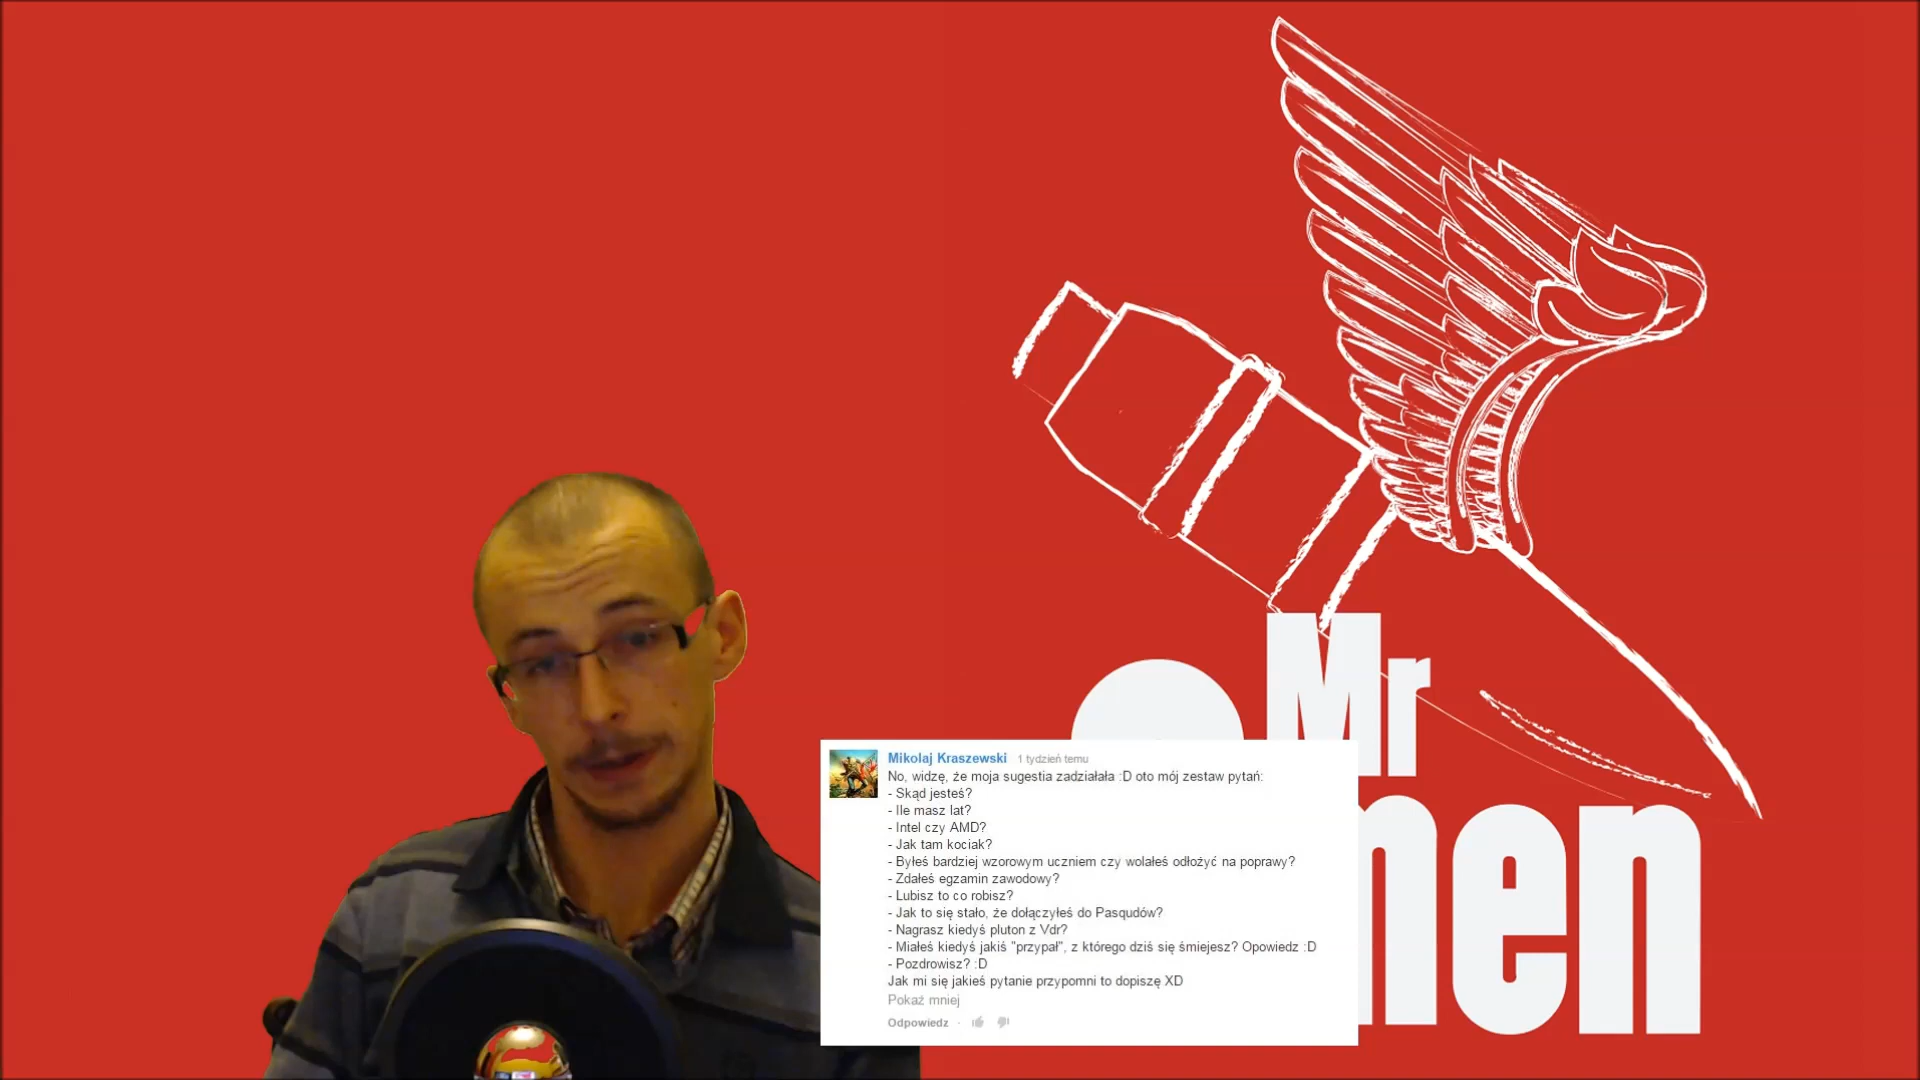 Mr
men
Mikolaj Kraszewski 1 tydzień temu
No, widzę, że moja sugestia zadziałała :D oto mój zestaw pytań:
- Skąd jesteś?
- Ile masz lat?
- Intel czy AMD?
- Jak tam kociak?
- Byłeś bardziej wzorowym uczniem czy wolałeś odłożyć na poprawy?
- Zdałeś egzamin zawodowy?
- Lubisz to co robisz?
- Jak to się stało, że dołączyłeś do Pasqudów?
- Nagrasz kiedyś pluton z Vdr?
- Miałeś kiedyś jakiś "przypał", z którego dziś się śmiejesz? Opowiedz :D
- Pozdrowisz? :D
Jak mi się jakieś pytanie przypomni to dopiszę XD
Pokaż mniej
Odpowiedz ·